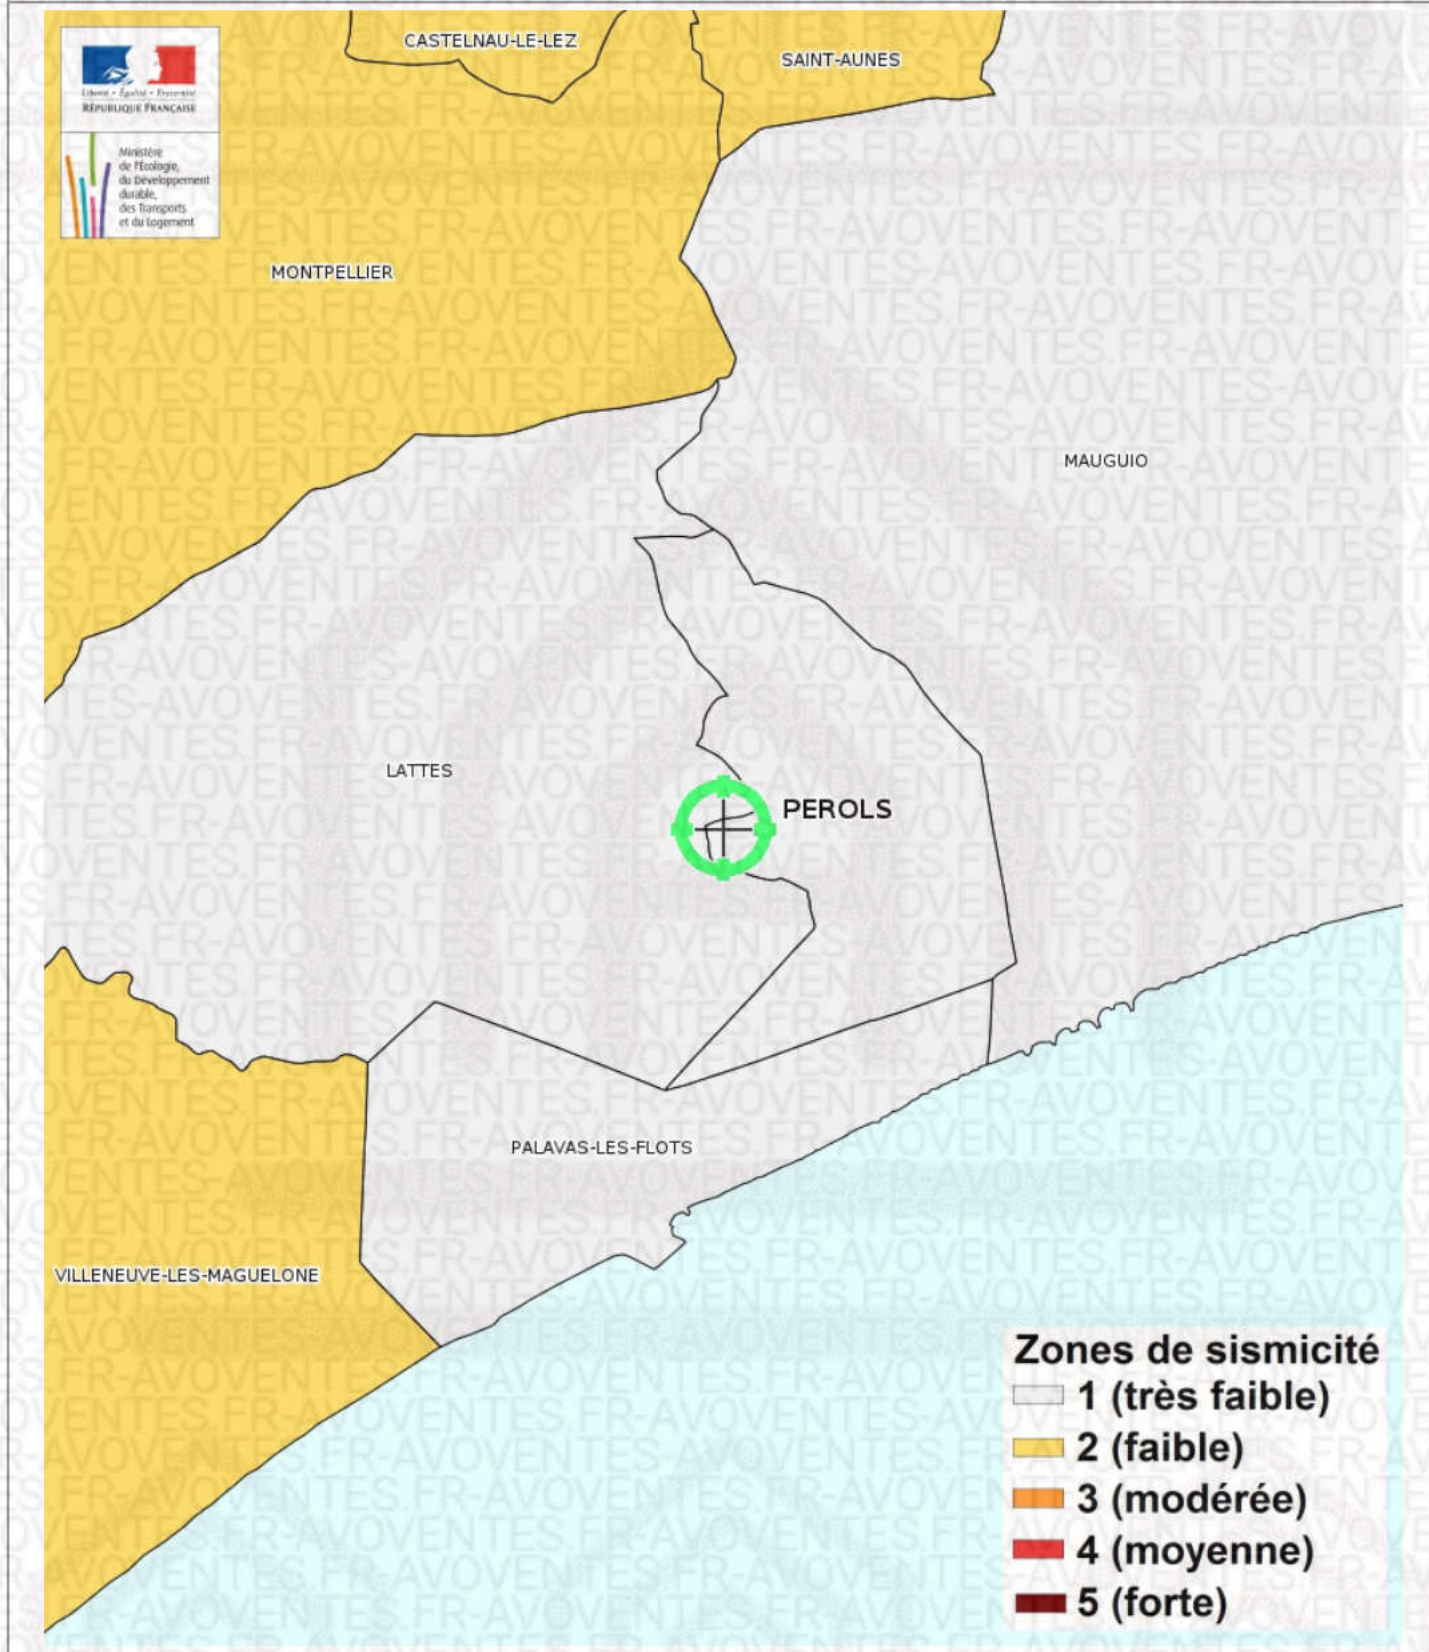 CASTELNAU-LE-LEZ
SAINT-AUNES
Liberté • Égalité • Fraternité
RÉPUBLIQUE FRANÇAISE
Ministère
de l'Écologie,
du Développement
durable,
des Transports
et du Logement
MONTPELLIER
MAUGUIO
LATTES
PEROLS
PALAVAS-LES-FLOTS
VILLENEUVE-LES-MAGUELONE
Zones de sismicité
1 (très faible)
2 (faible)
3 (modérée)
4 (moyenne)
5 (forte)